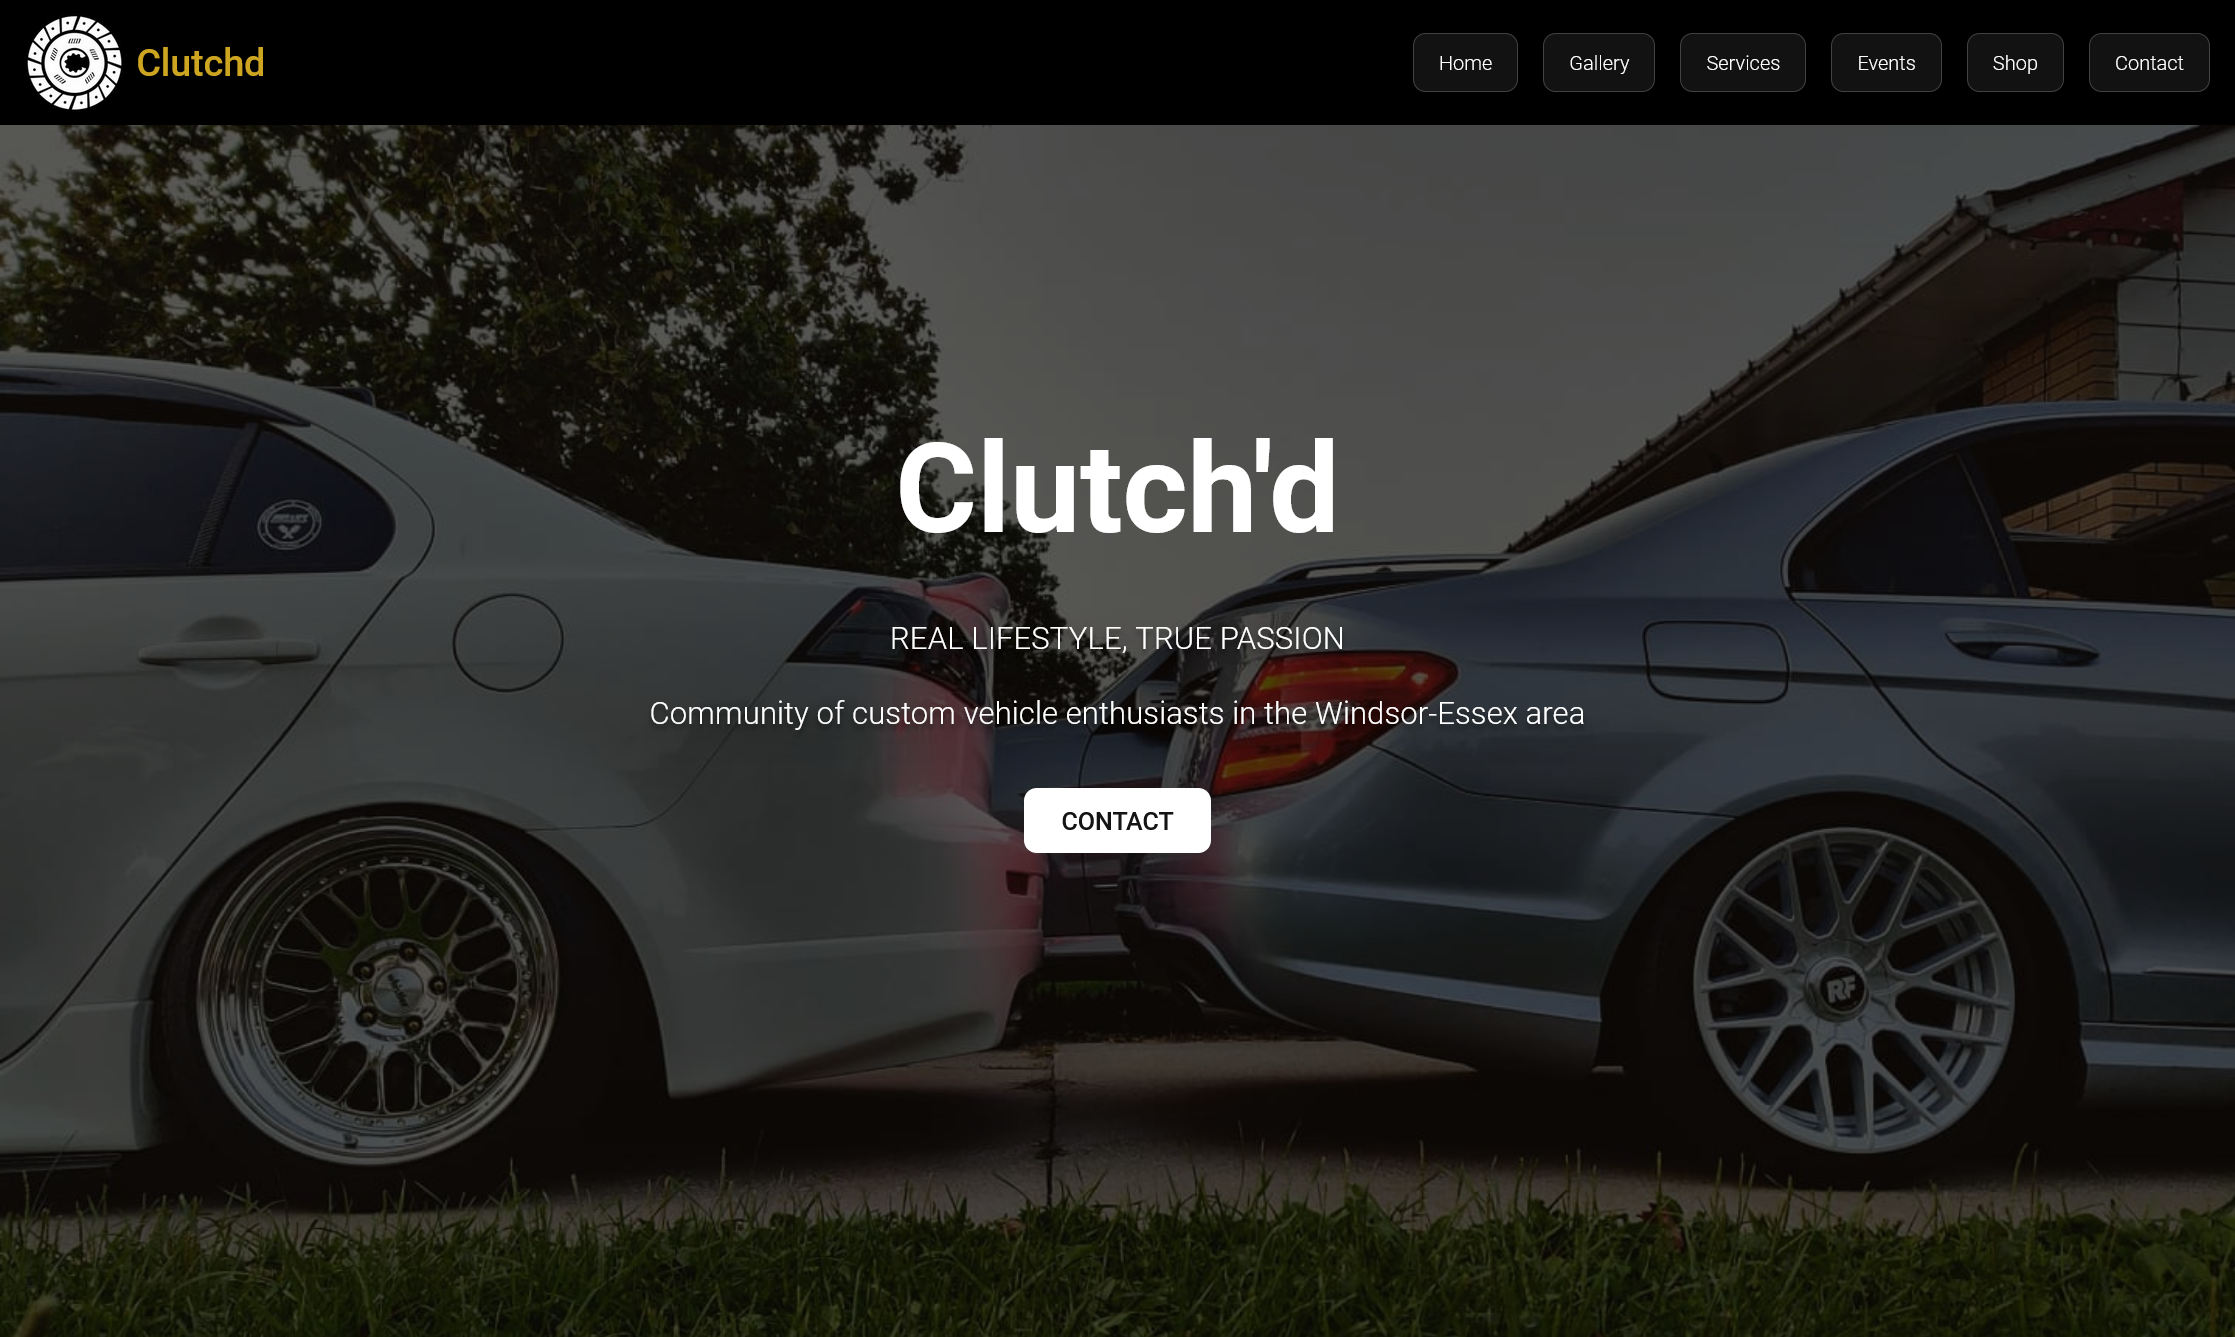 Clutchd
Home
Gallery
Services
Events
Shop
Contact
Clutch'd
REAL LIFESTYLE, TRUE PASSION
Community of custom vehicle enthusiasts in the Windsor-Essex area
CONTACT
RF